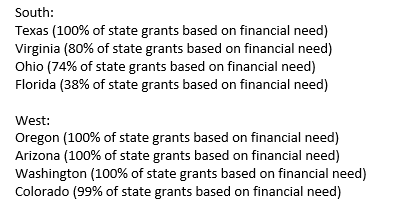 South:
Texas (100% of state grants based on financial need)
Virginia (80% of state grants based on financial need)
Ohio (74% of state grants based on financial need)
Florida (38% of state grants based on financial need)
West:
Oregon (100% of state grants based on financial need)
Arizona (100% of state grants based on financial need)
Washington (100% of state grants based on financial need)
Colorado (99% of state grants based on financial need)